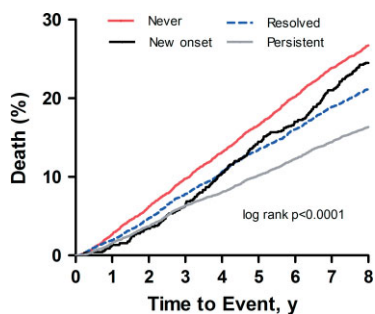 Never
Resolved
New onset
Persistent
30
20
10
0
Death (%)
log rank p<0.0001
0 1 2 3 4 5 6 7 8
Time to Event, y